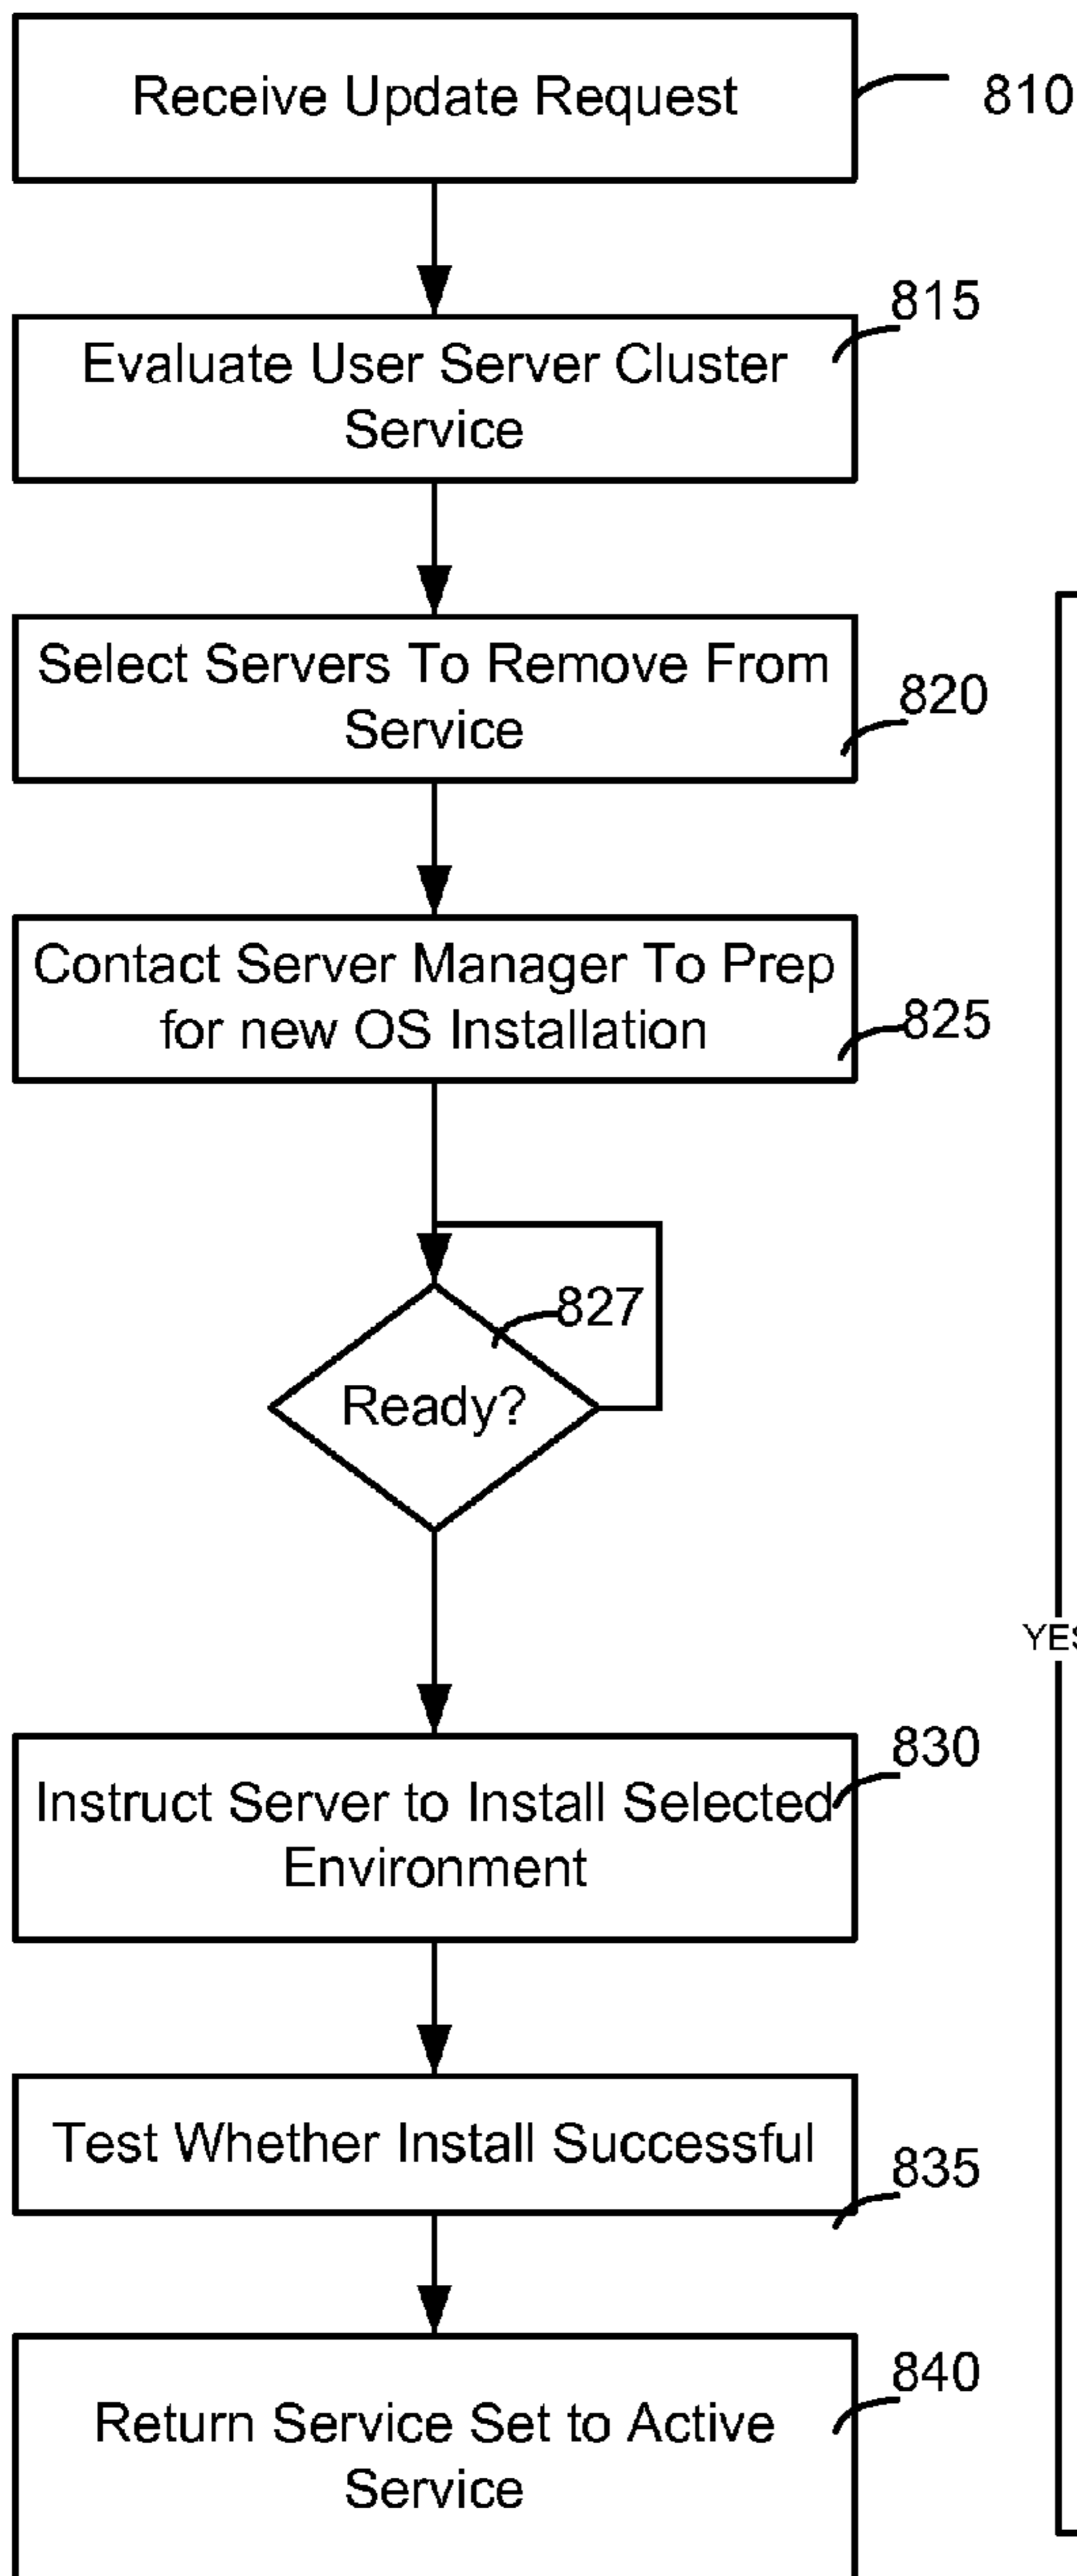 Receive Update Request
810
815
Evaluate User Server Cluster
Service
Select Servers To Remove From
Service
820
Contact Server Manager To Prep
for new OS Installation
825
827
Ready?
YES
830
Instruct Server to Install Selected
Environment
Test Whether Install Successful
835
840
Return Service Set to Active
Service